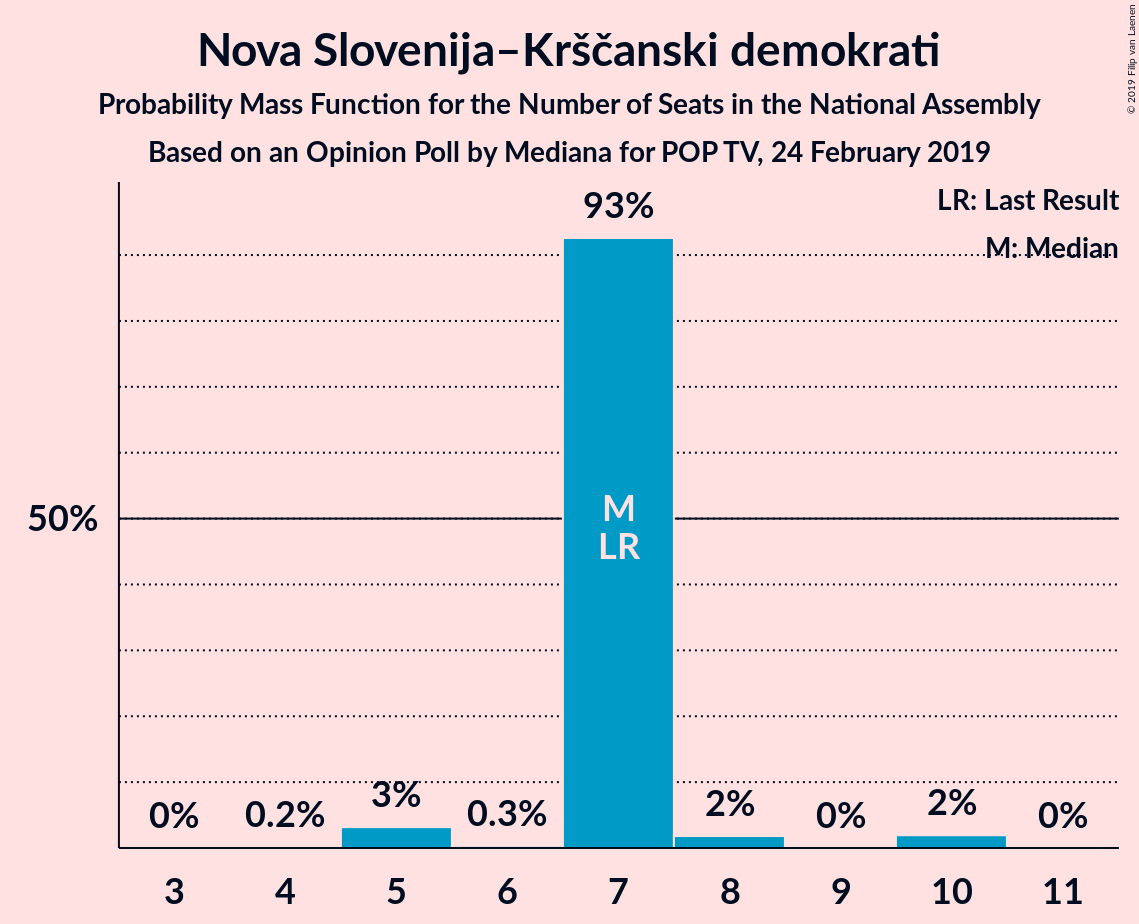 Nova Slovenija–Krščanski demokrati
Probability Mass Function for the Number of Seats in the National Assembly
Based on an Opinion Poll by Mediana for POP TV, 24 February 2019
© 2019 Filip van Laenen
LR: Last Result
M: Median
93%
50%
M
LR
0%
0.2%
3%
0.3%
2%
0%
2%
0%
3
4
5
6
7
8
9
10
11